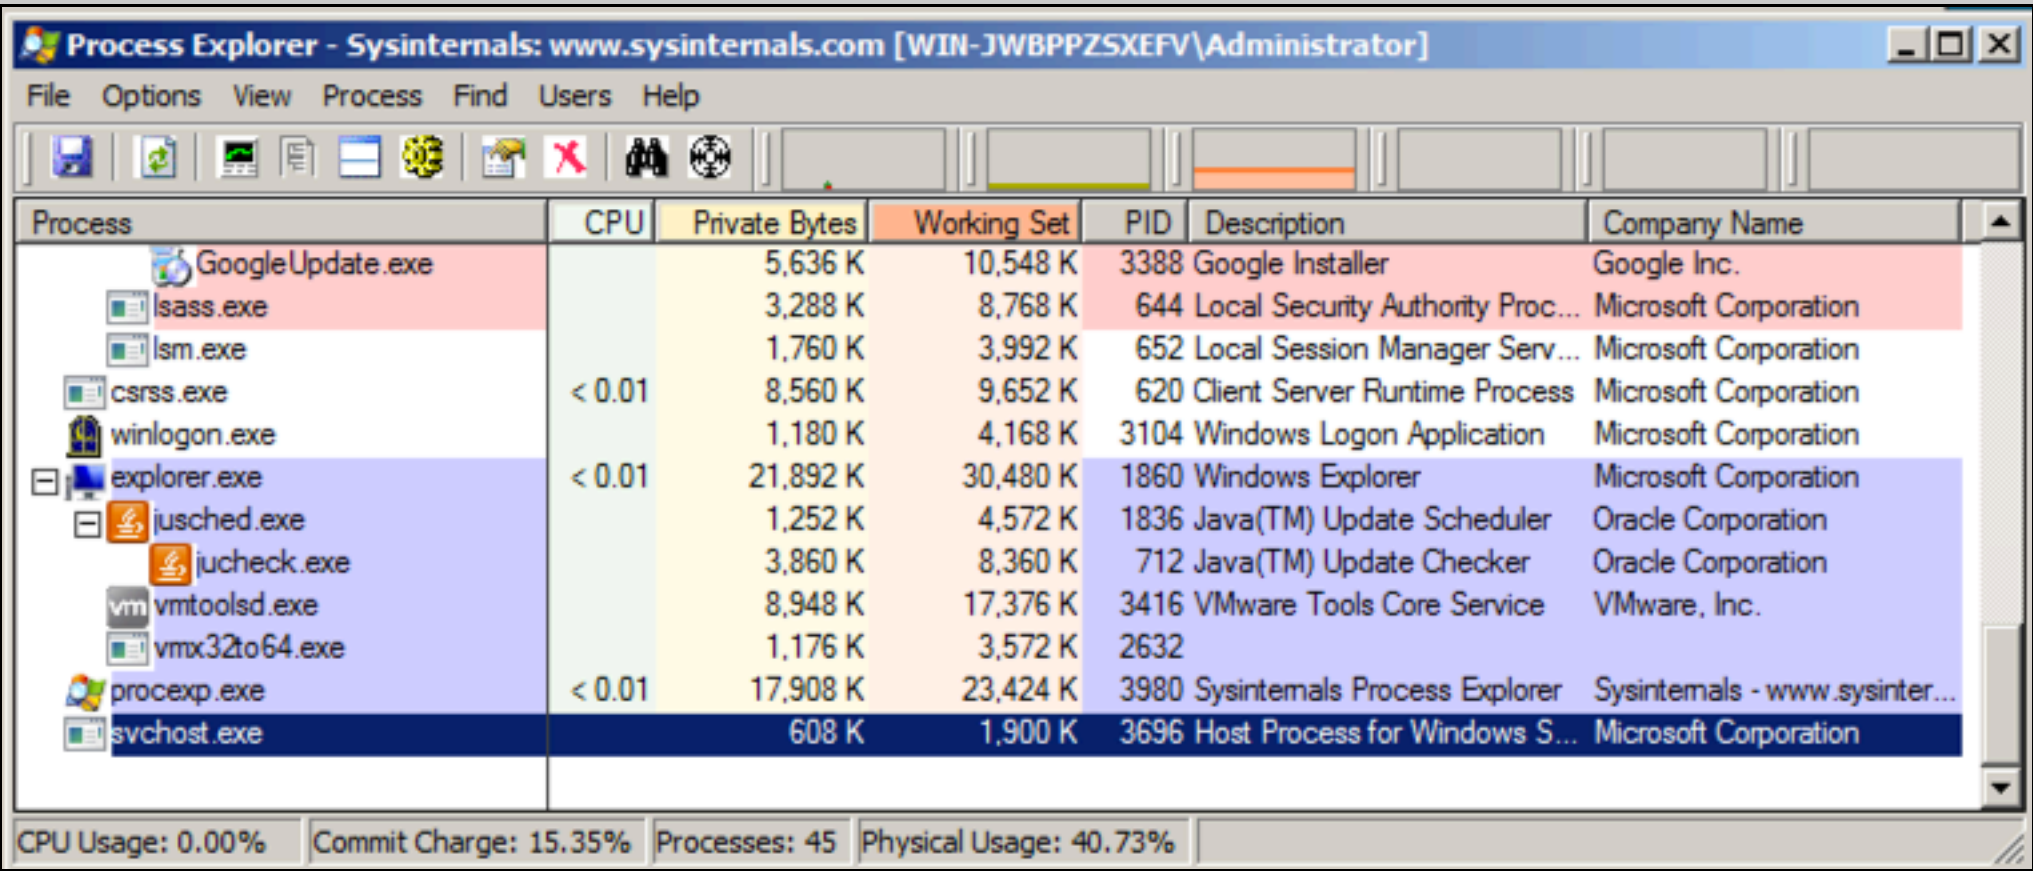 Process Explorer - Sysinternals: www.sysinternals.com [WIN-JWBPPZSXEFV\Administrator]
File Options View Process Find Users Help
Process CPU Private Bytes Working Set PID Description Company Name
GoogleUpdate.exe 5,636 K 10,548 K 3388 Google Installer Google Inc.
lsass.exe 3,288 K 8,768 K 644 Local Security Authority Proc... Microsoft Corporation
lsm.exe 1,760 K 3,992 K 652 Local Session Manager Serv... Microsoft Corporation
csrss.exe < 0.01 8,560 K 9,652 K 620 Client Server Runtime Process Microsoft Corporation
winlogon.exe 1,180 K 4,168 K 3104 Windows Logon Application Microsoft Corporation
explorer.exe < 0.01 21,892 K 30,480 K 1860 Windows Explorer Microsoft Corporation
jusched.exe 1,252 K 4,572 K 1836 Java(TM) Update Scheduler Oracle Corporation
jucheck.exe 3,860 K 8,360 K 712 Java(TM) Update Checker Oracle Corporation
vm vmtoolsd.exe 8,948 K 17,376 K 3416 VMware Tools Core Service VMware, Inc.
vmx32to64.exe 1,176 K 3,572 K 2632
procexp.exe < 0.01 17,908 K 23,424 K 3980 Sysinternals Process Explorer Sysinternals - www.sysinter...
svchost.exe 608 K 1,900 K 3696 Host Process for Windows S... Microsoft Corporation
CPU Usage: 0.00% Commit Charge: 15.35% Processes: 45 Physical Usage: 40.73%